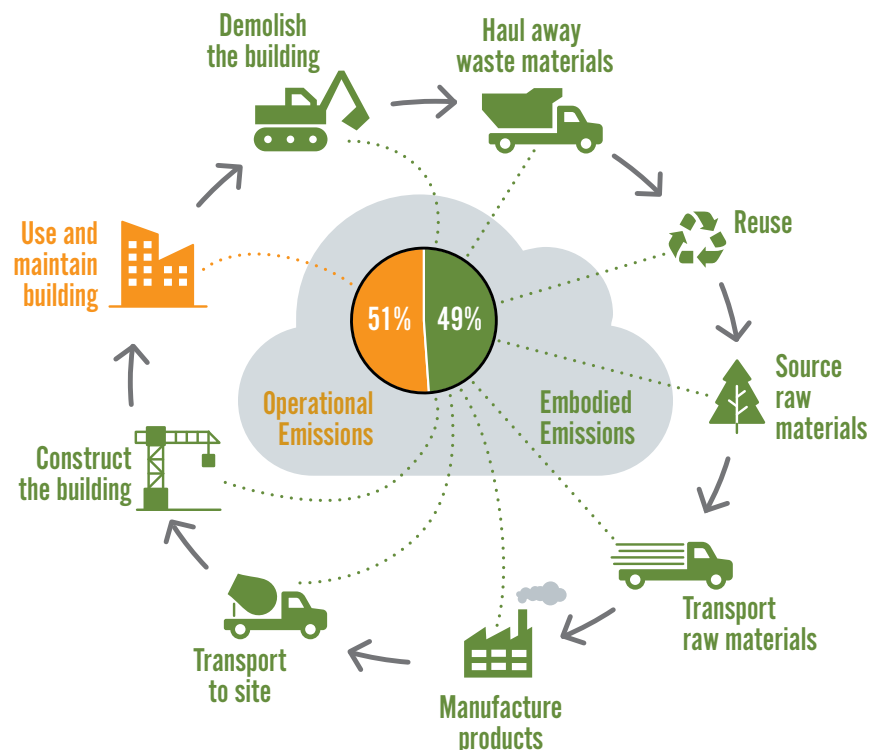 Demolish
the building
Haul away
waste materials
Reuse
Source
raw
materials
Transport
raw materials
Manufacture
products
Transport
to site
Construct
the building
Use and
maintain
building
51%
49%
Operational
Emissions
Embodied
Emissions